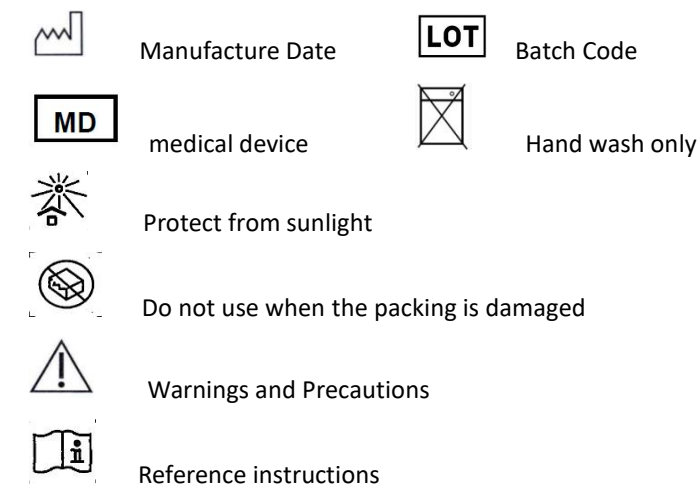 Manufacture Date
LOT
Batch Code
MD
medical device
Hand wash only
Protect from sunlight
Do not use when the packing is damaged
!
Warnings and Precautions
i
Reference instructions